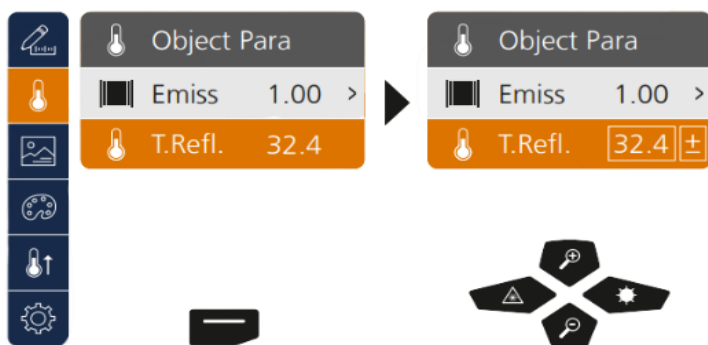 Object Para
Emiss 1.00 >
T.Refl. 32.4
Object Para
Emiss 1.00 >
T.Refl. 32.4 ±